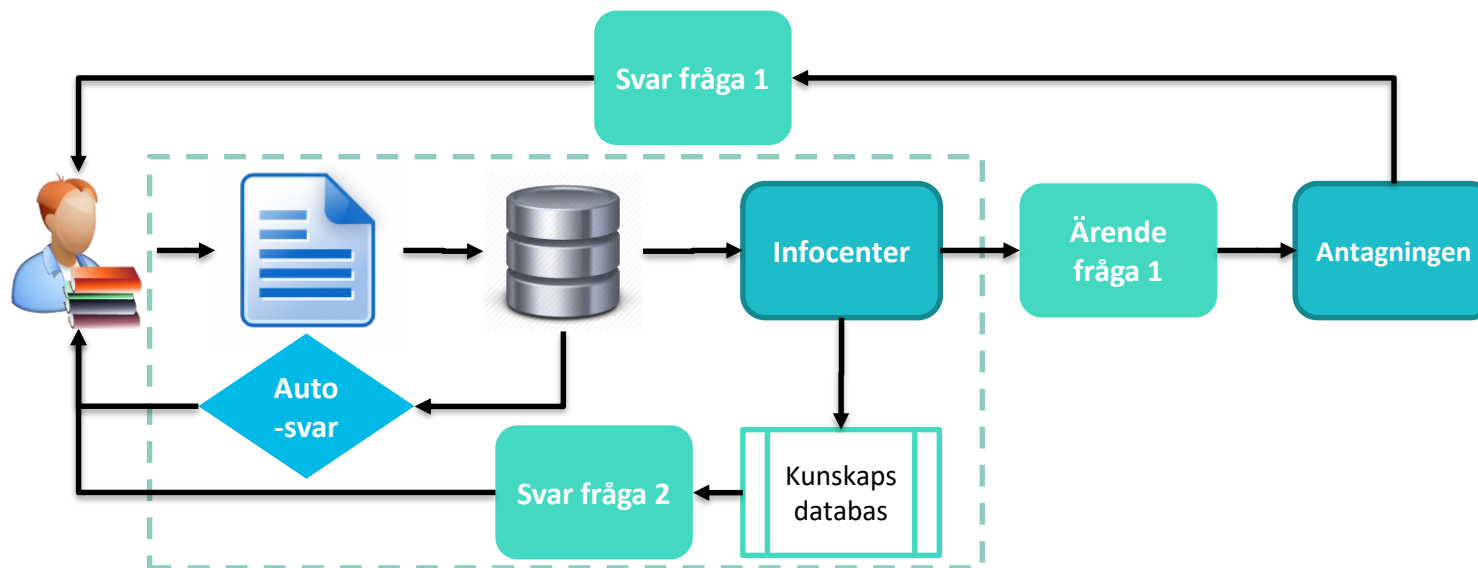 Svar fråga 1
Infocenter
Ärende
fråga 1
Antagningen
Auto
-svar
Svar fråga 2
Kunskaps
databas